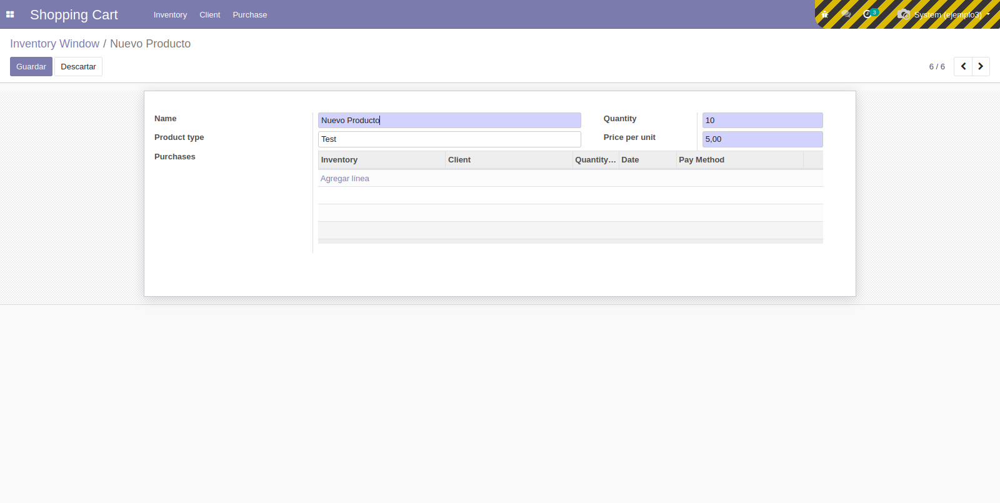 Shopping Cart Inventory Client Purchase 3 System (ejemplo3)
Inventory Window / Nuevo Producto
Guardar Descartar 6 / 6
Name Nuevo Producto Quantity 10
Product type Test Price per unit 5,00
Purchases Inventory Client Quantity... Date Pay Method
Agregar línea